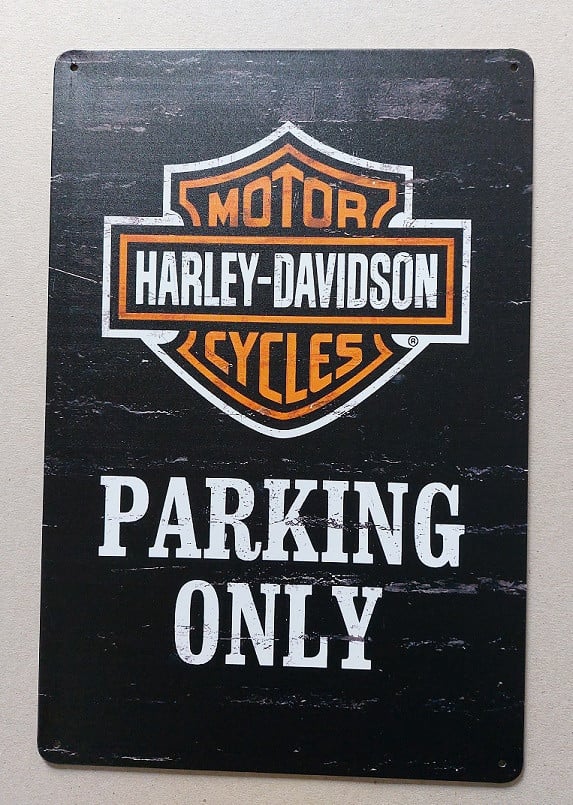 MOTOR
HARLEY-DAVIDSON
CYCLES ®
PARKING
ONLY